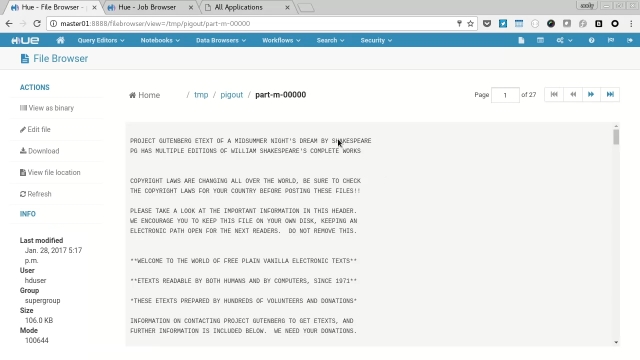 Hue - File Browser
Hue - Job Browser
All Applications
master01:8888/filebrowser/view=/tmp/pigout/part-m-00000
HUE
Query Editors
Notebooks
Data Browsers
Workflows
Search
Security
File Browser
ACTIONS
View as binary
Edit file
Download
View file location
Refresh
INFO
Last modified
Jan. 28, 2017 5:17
p.m.
User
hduser
Group
supergroup
Size
106.0 KB
Mode
100644
Home / tmp / pigout / part-m-00000
Page 1 of 27
PROJECT GUTENBERG ETEXT OF A MIDSUMMER NIGHT'S DREAM BY SHAKESPEARE
PG HAS MULTIPLE EDITIONS OF WILLIAM SHAKESPEARE'S COMPLETE WORKS
COPYRIGHT LAWS ARE CHANGING ALL OVER THE WORLD, BE SURE TO CHECK
THE COPYRIGHT LAWS FOR YOUR COUNTRY BEFORE POSTING THESE FILES!!
PLEASE TAKE A LOOK AT THE IMPORTANT INFORMATION IN THIS HEADER.
WE ENCOURAGE YOU TO KEEP THIS FILE ON YOUR OWN DISK, KEEPING AN
ELECTRONIC PATH OPEN FOR THE NEXT READERS.  DO NOT REMOVE THIS.
**WELCOME TO THE WORLD OF FREE PLAIN VANILLA ELECTRONIC TEXTS**
**ETEXTS READABLE BY BOTH HUMANS AND BY COMPUTERS, SINCE 1971**
*THESE ETEXTS PREPARED BY HUNDREDS OF VOLUNTEERS AND DONATIONS*
INFORMATION ON CONTACTING PROJECT GUTENBERG TO GET ETEXTS, AND
FURTHER INFORMATION IS INCLUDED BELOW.  WE NEED YOUR DONATIONS.